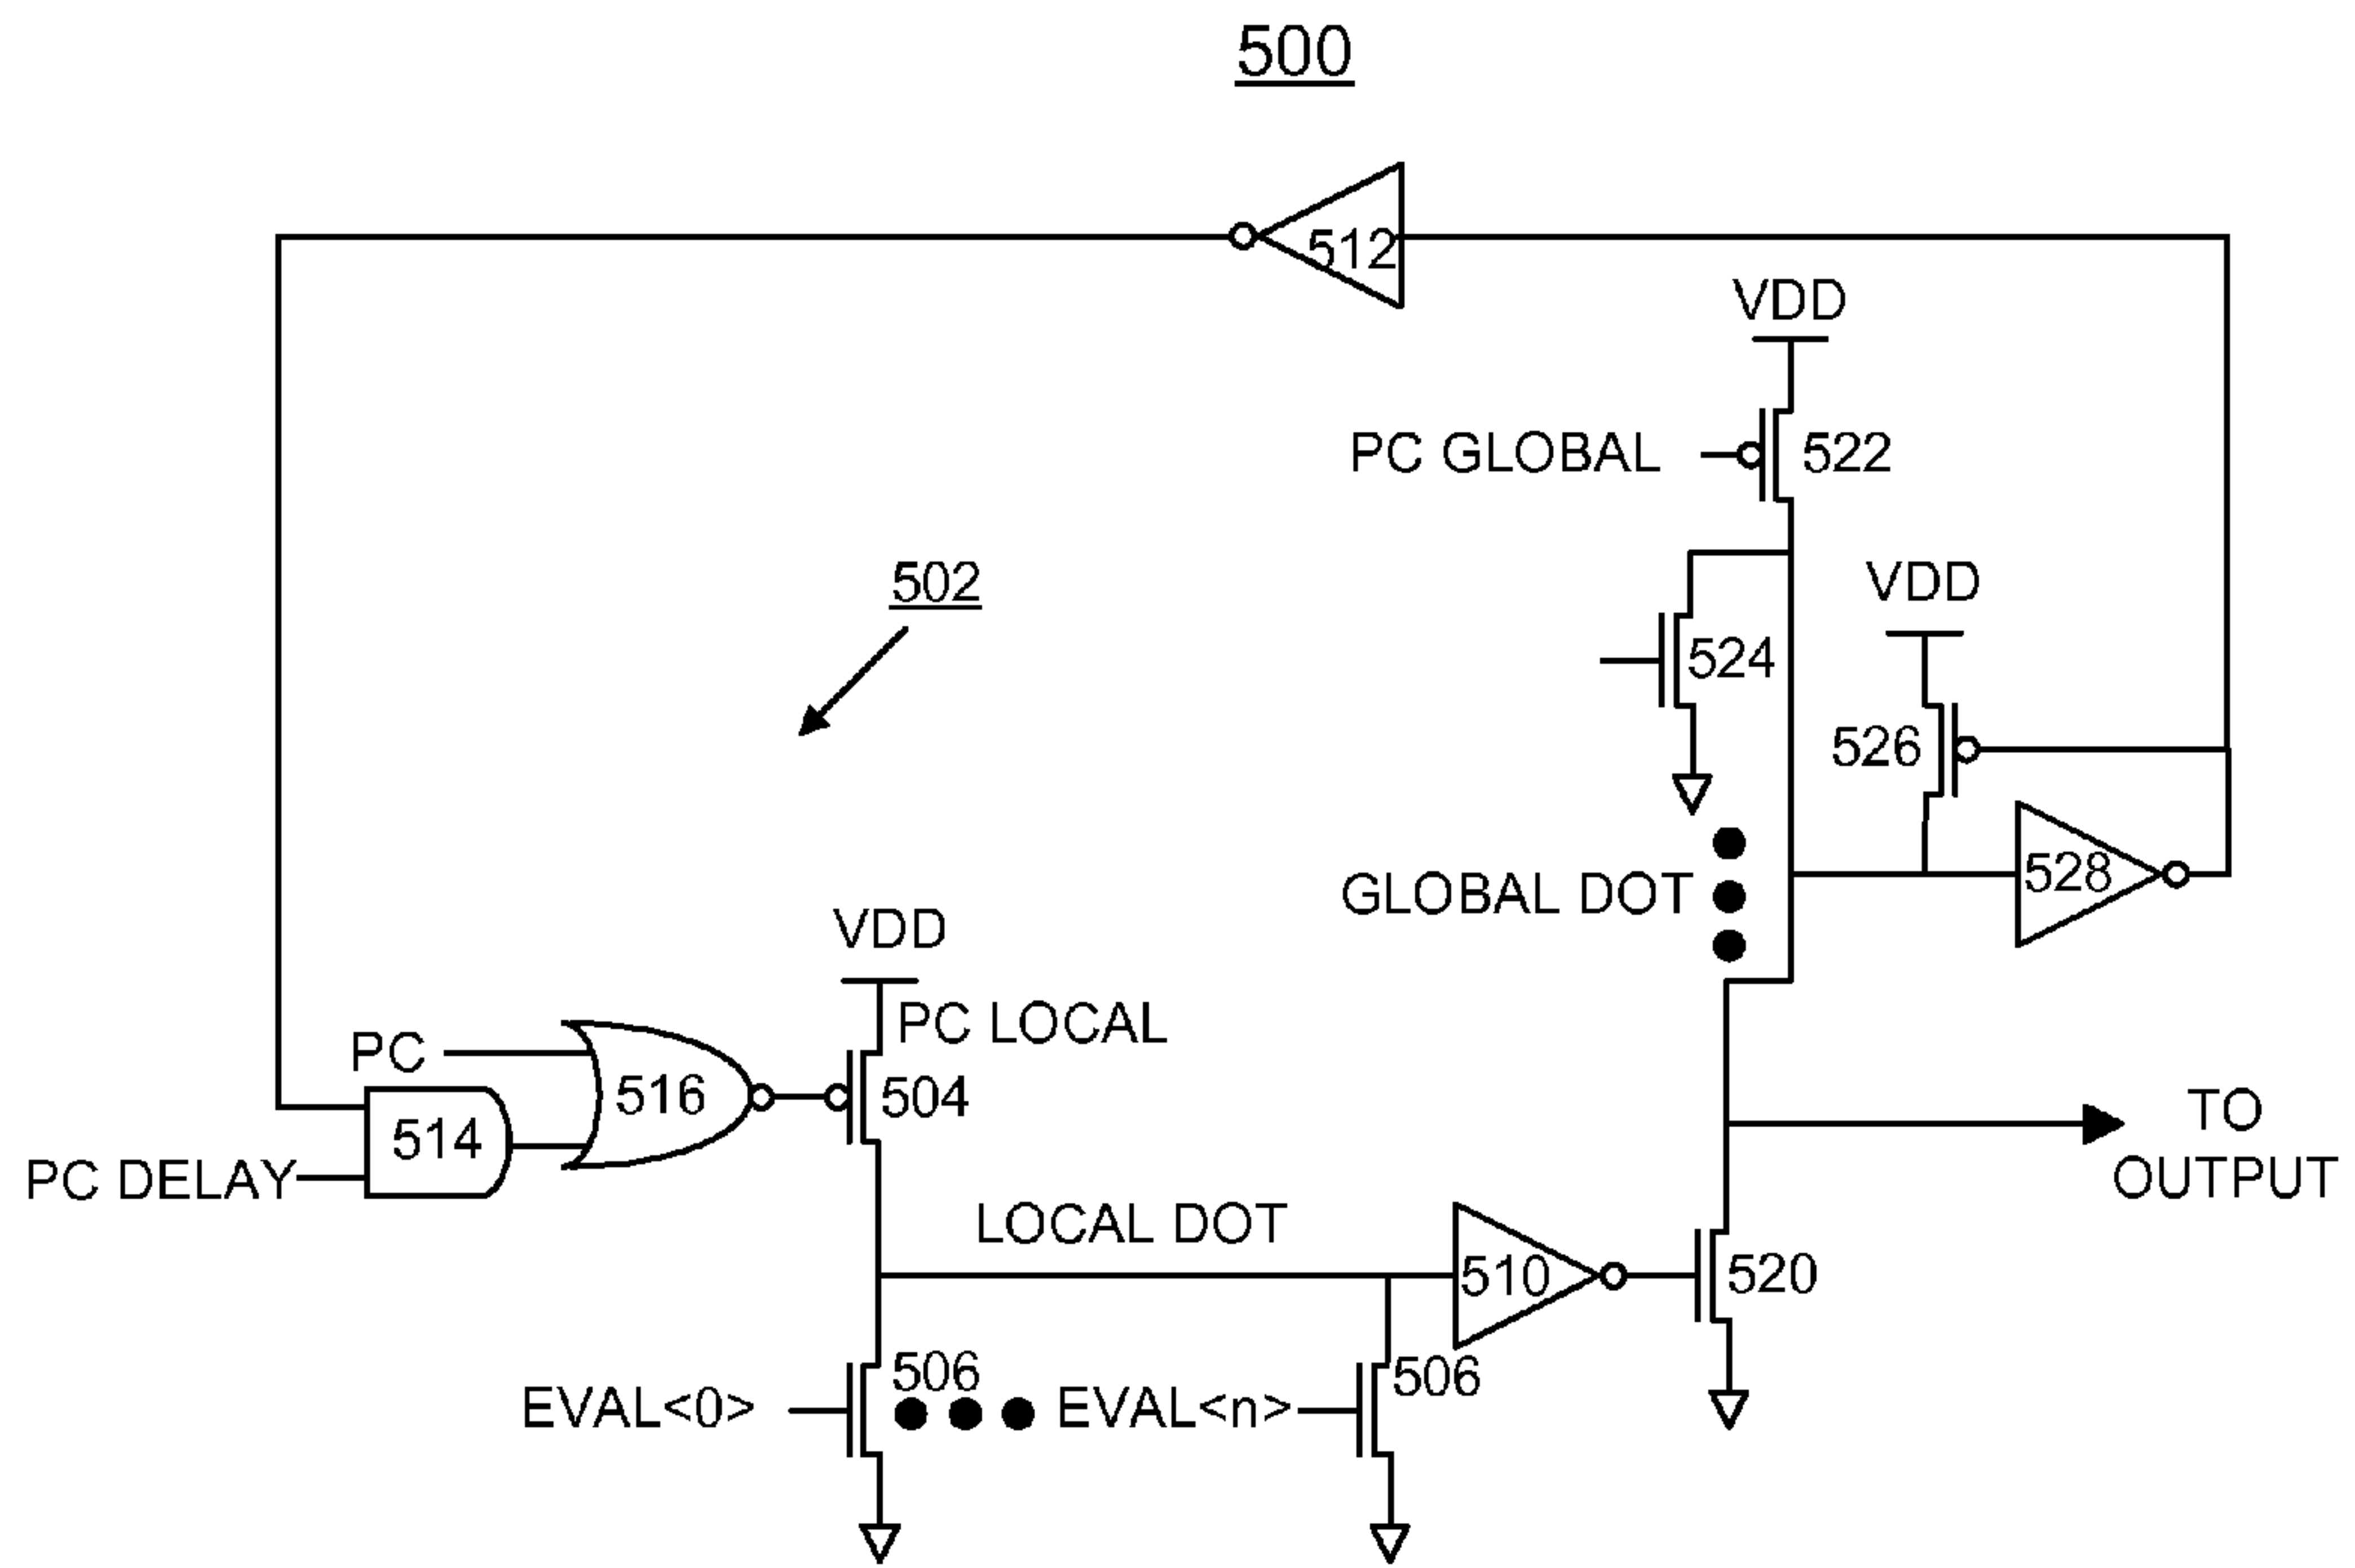 500
512
VDD
PC GLOBAL
522
502
VDD
524
526
GLOBAL DOT
528
VDD
PC LOCAL
PC
516
504
514
PC DELAY
TO
OUTPUT
LOCAL DOT
510
520
506
506
EVAL<0>
EVAL<n>